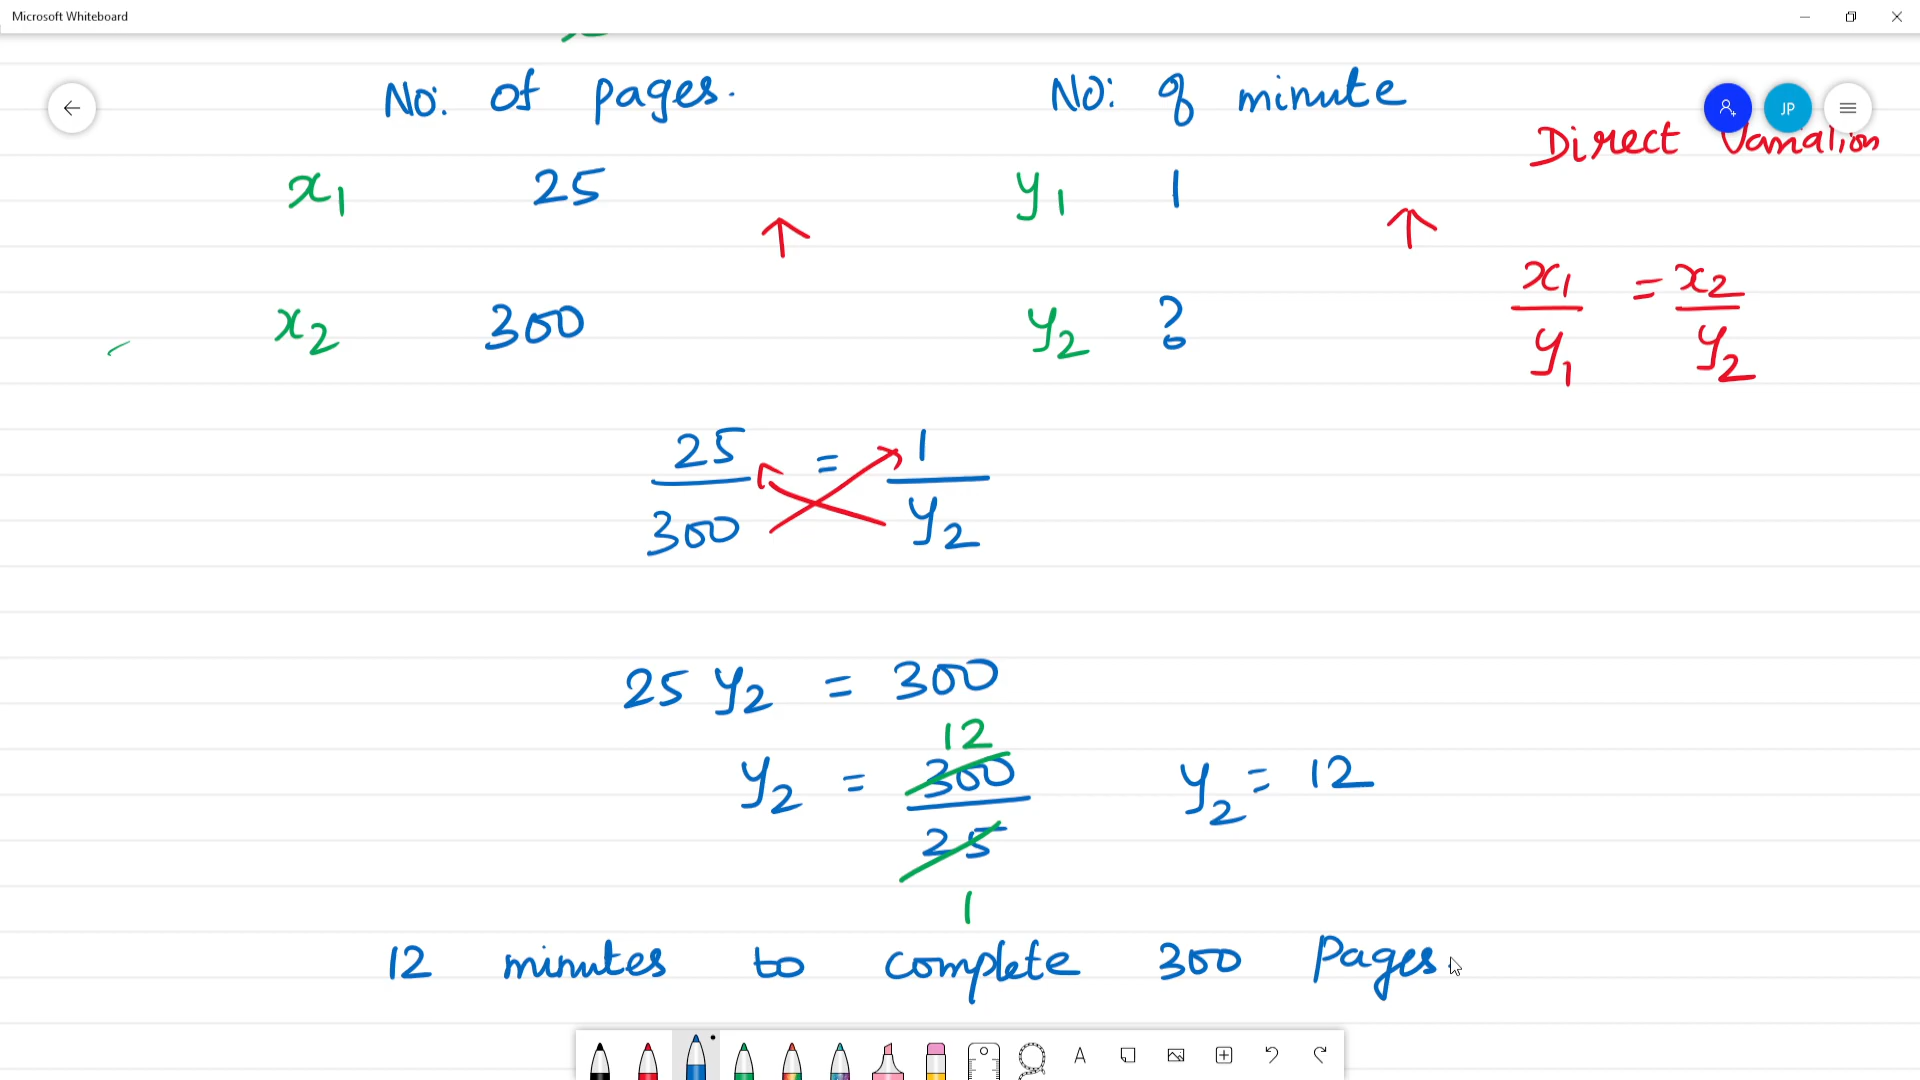 Microsoft Whiteboard
No: of pages.
No: of minute
JP
Direct Variation
x1 25 y1 1
x2 300 y2 ?
x1/y1 = x2/y2
25/300 = 1/y2
25 y2 = 300
12
y2 = 300/25 y2 = 12
1
12 minutes to complete 300 Pages.
A